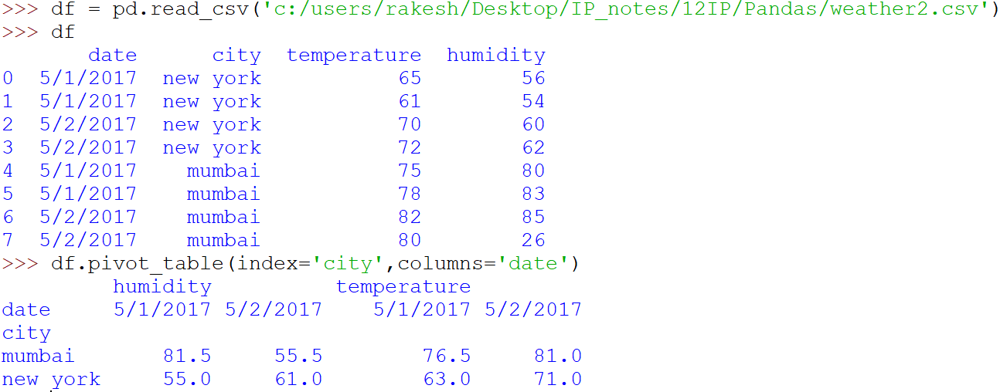 >>> df = pd.read_csv('c:/users/rakesh/Desktop/IP_notes/12IP/Pandas/weather2.csv')
>>> df
       date      city  temperature  humidity
0  5/1/2017  new york           65        56
1  5/1/2017  new york           61        54
2  5/2/2017  new york           70        60
3  5/2/2017  new york           72        62
4  5/1/2017    mumbai           75        80
5  5/1/2017    mumbai           78        83
6  5/2/2017    mumbai           82        85
7  5/2/2017    mumbai           80        26
>>> df.pivot_table(index='city',columns='date')
         humidity          temperature
date     5/1/2017 5/2/2017    5/1/2017 5/2/2017
city
mumbai       81.5     55.5        76.5     81.0
new york     55.0     61.0        63.0     71.0